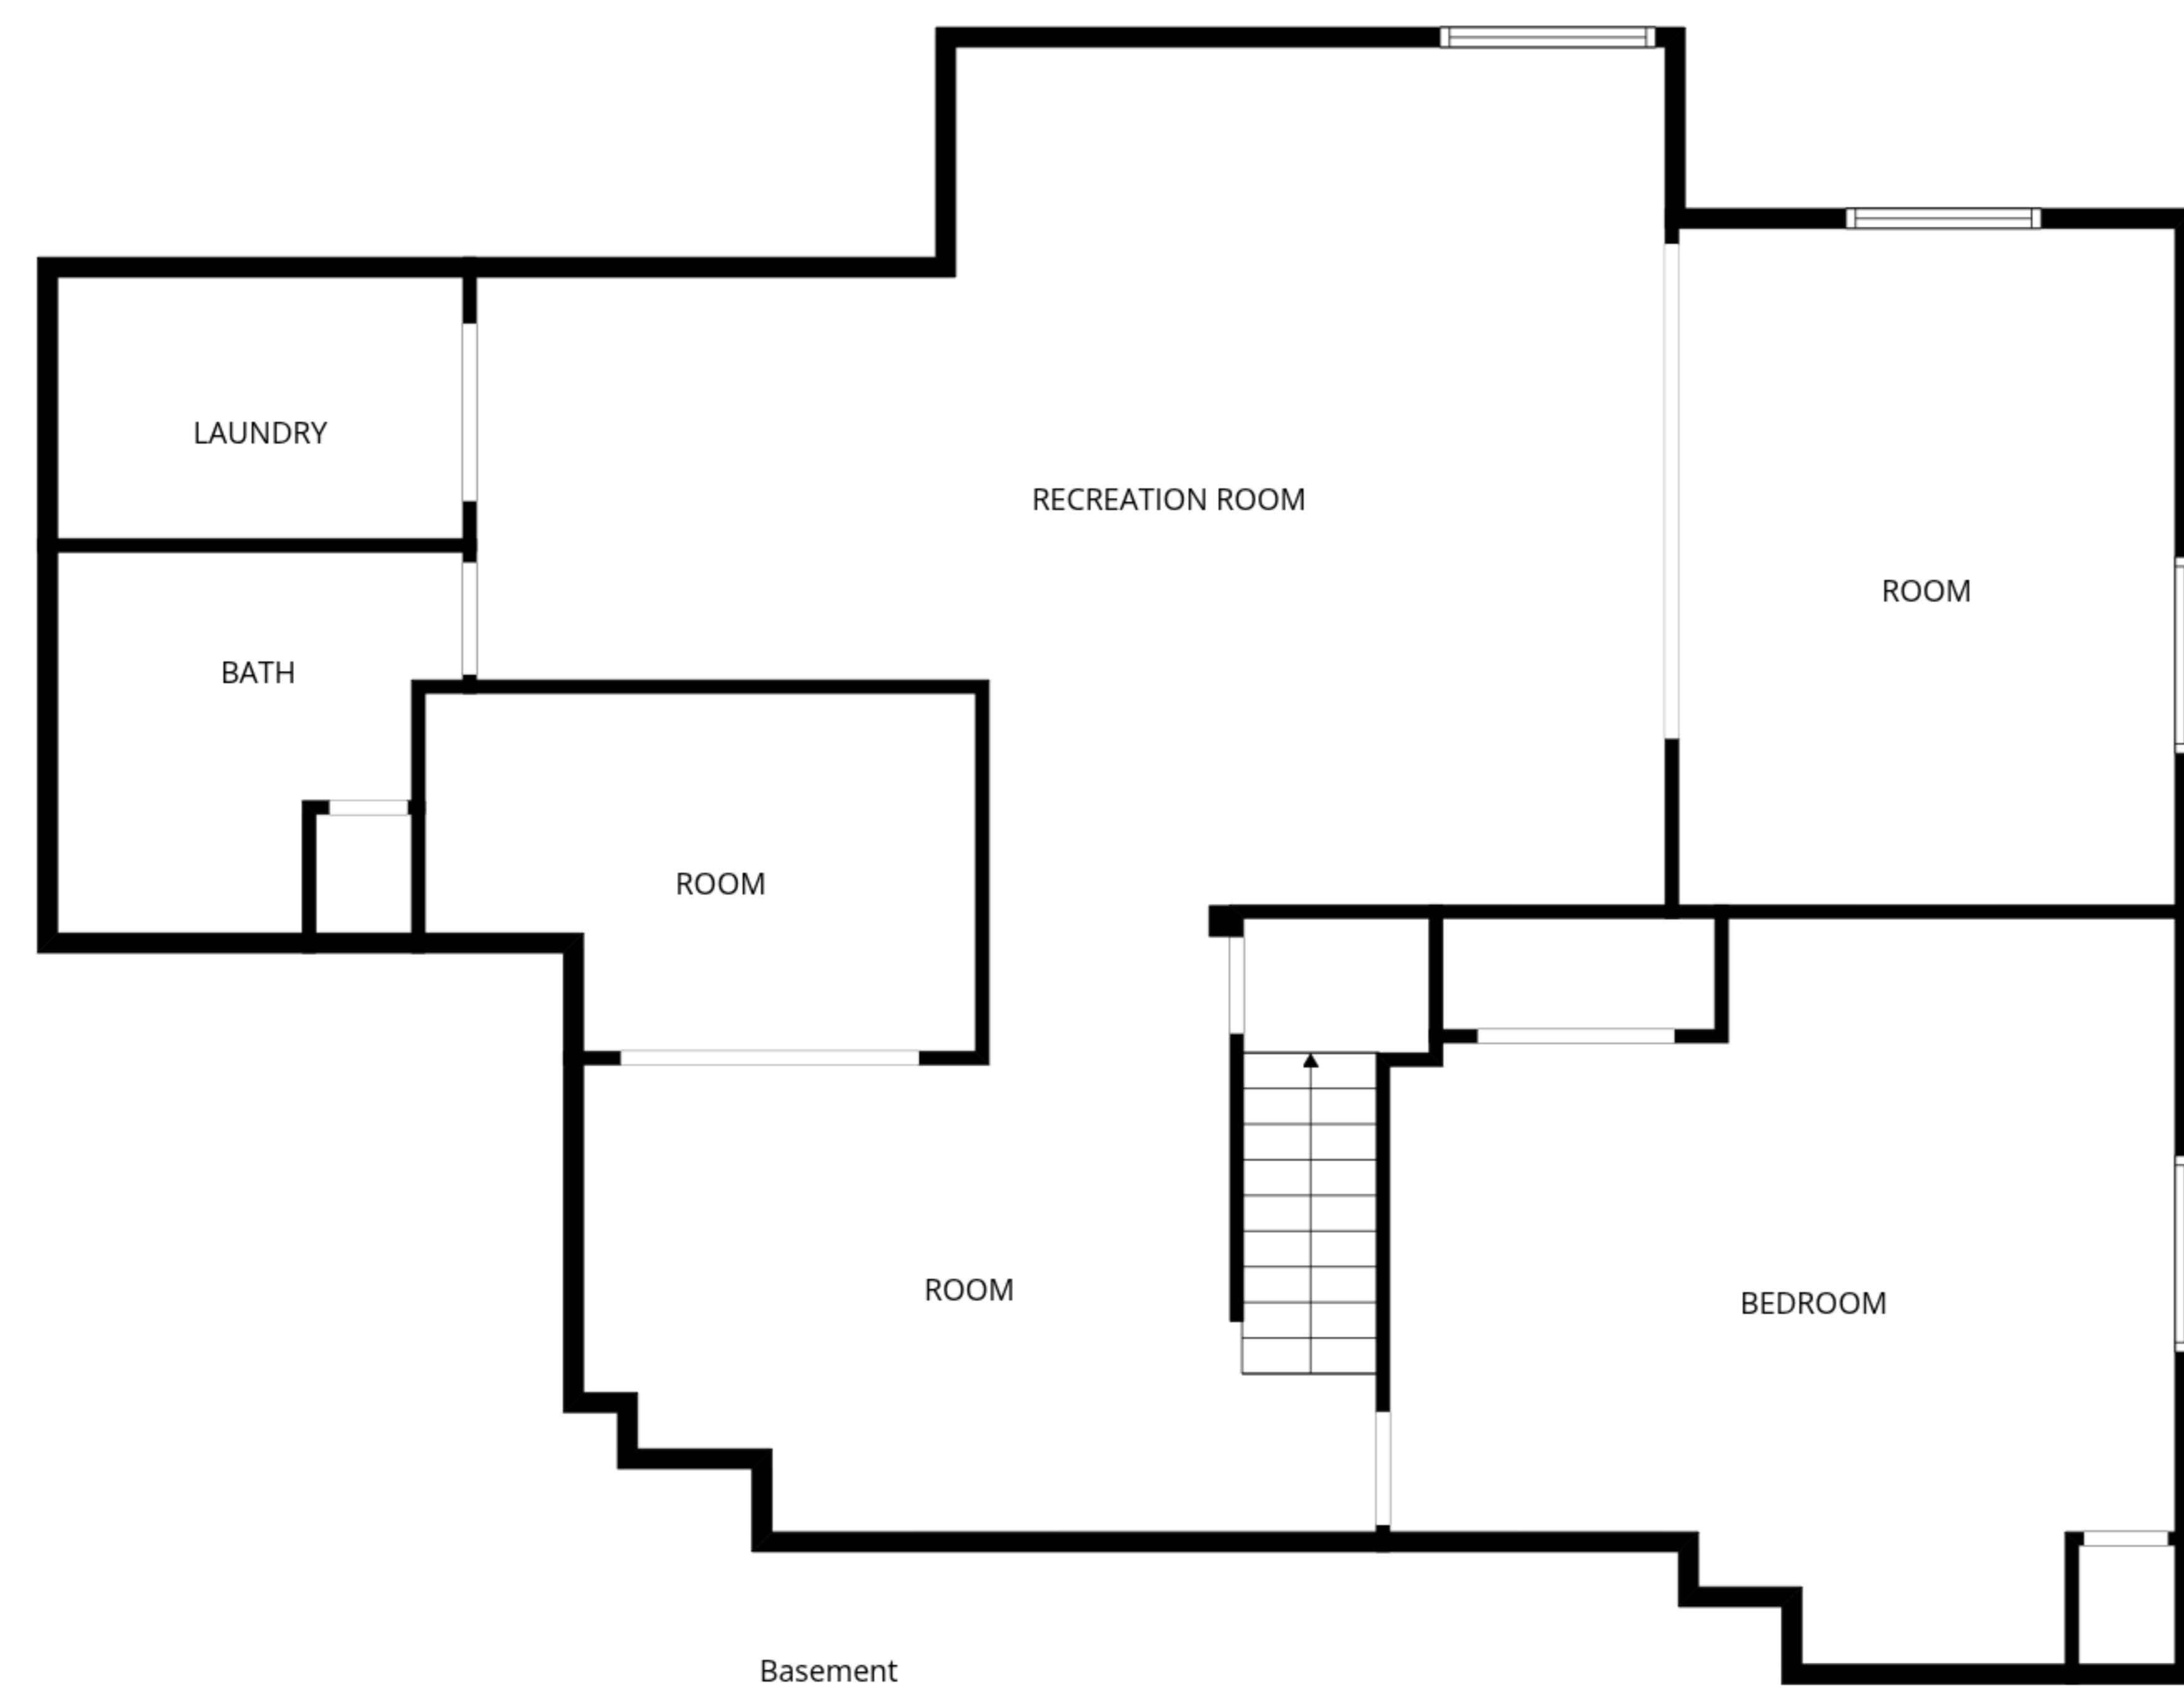 LAUNDRY
RECREATION ROOM
ROOM
BATH
ROOM
ROOM
BEDROOM
Basement